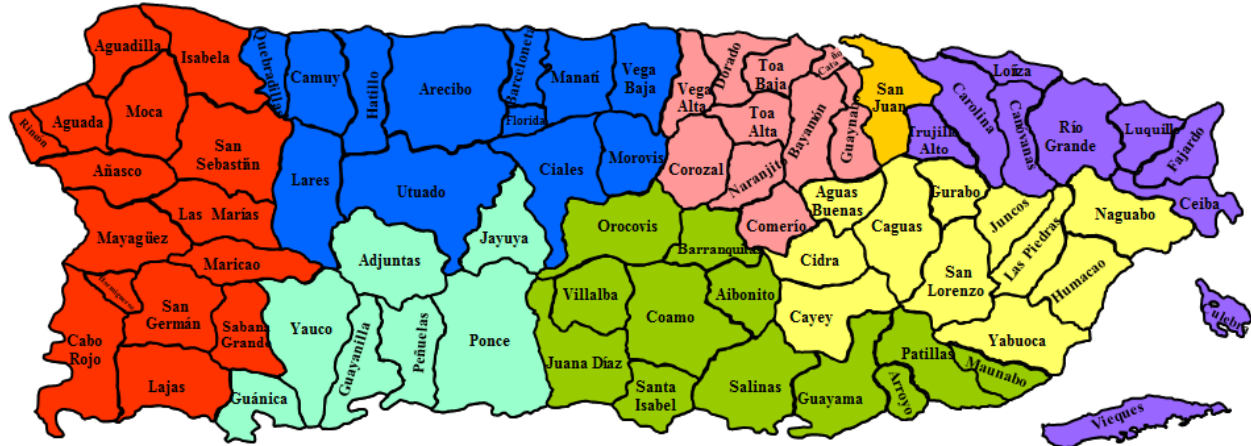 Aguadilla
Isabela
Quebradillas
Camuy
Hatillo
Arecibo
Barceloneta
Florida
Manatí
Vega
Baja
Vega
Alta
Dorado
Toa
Baja
Toa
Alta
Bayamón
Guaynabo
San
Juan
Trujillo
Alto
Carolina
Loíza
Canóvanas
Río
Grande
Luquillo
Fajardo
Ceiba
Rincón
Aguada
Moca
San
Sebastián
Añasco
Lares
Utuado
Ciales
Morovis
Corozal
Naranjito
Aguas
Buenas
Gurabo
Juncos
Las Piedras
Naguabo
Las Marías
Mayagüez
Maricao
Adjuntas
Jayuya
Orocovis
Barranquitas
Comerío
Cidra
Caguas
San
Lorenzo
Humacao
Hormigueros
San
Germán
Sabana
Grande
Cabo
Rojo
Lajas
Yauco
Guánica
Guayanilla
Peñuelas
Ponce
Villalba
Juana Díaz
Coamo
Aibonito
Cayey
Santa
Isabel
Salinas
Guayama
Arroyo
Patillas
Maunabo
Yabuoca
Vieques